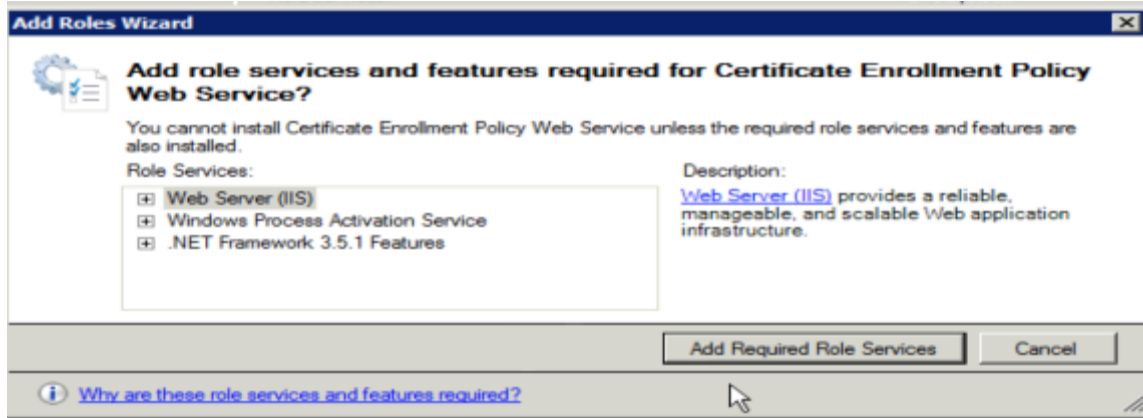 Add Roles Wizard
Add role services and features required for Certificate Enrollment Policy
Web Service?
You cannot install Certificate Enrollment Policy Web Service unless the required role services and features are
also installed.
Role Services:
Web Server (IIS)
Windows Process Activation Service
.NET Framework 3.5.1 Features
Description:
Web Server (IIS) provides a reliable,
manageable, and scalable Web application
infrastructure.
Add Required Role Services
Cancel
Why are these role services and features required?